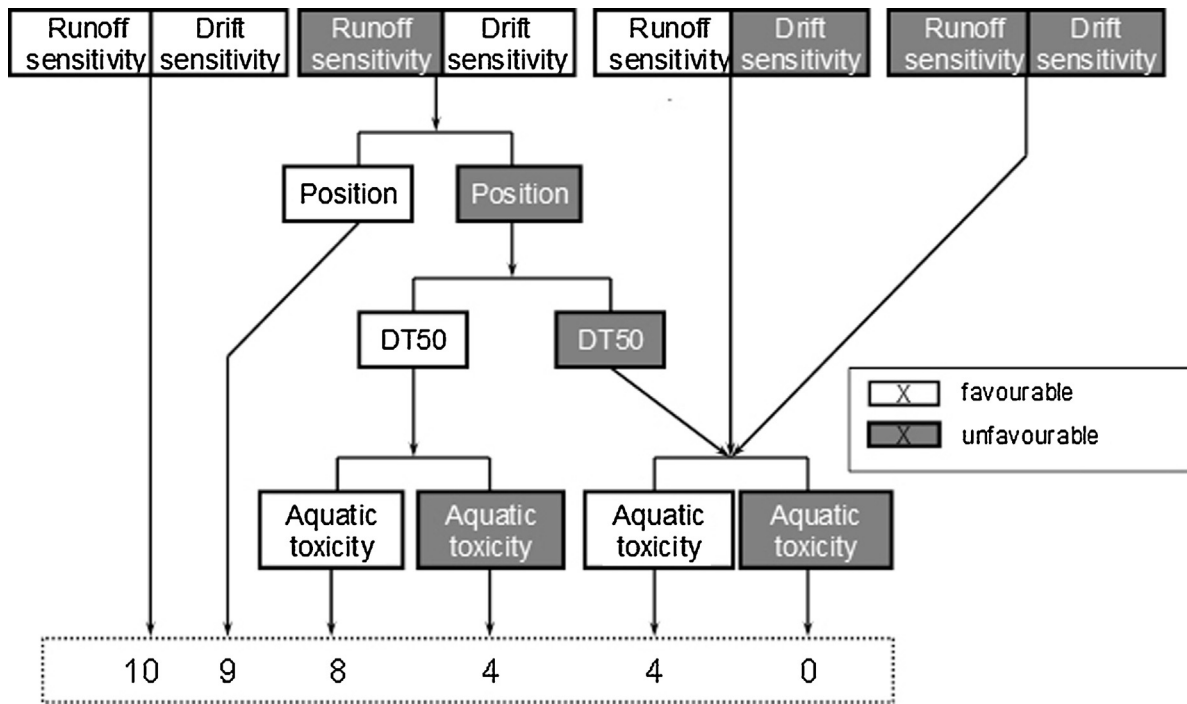 Runoff sensitivity
Drift sensitivity
Runoff sensitivity
Drift sensitivity
Runoff sensitivity
Drift sensitivity
Runoff sensitivity
Drift sensitivity
Position
Position
DT50
DT50
X favourable
X unfavourable
Aquatic toxicity
Aquatic toxicity
Aquatic toxicity
Aquatic toxicity
10 9 8 4 4 0